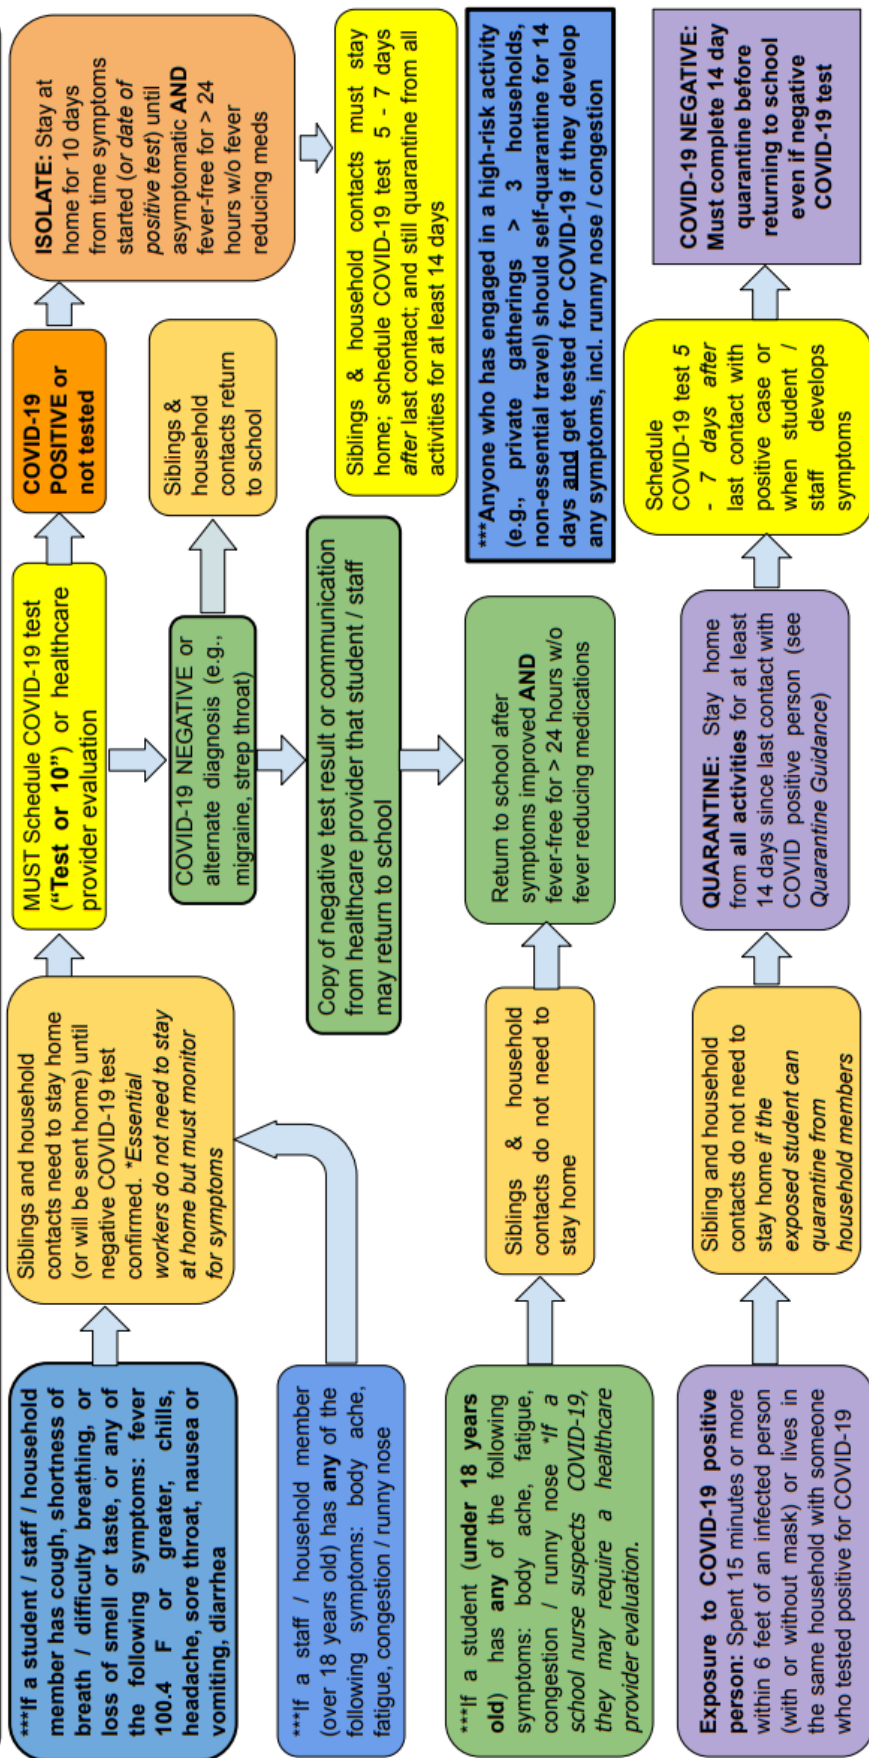 ***If a student / staff / household
member has cough, shortness of
breath / difficulty breathing, or
loss of smell or taste, or any of
the following symptoms: fever
100.4 F or greater, chills,
headache, sore throat, nausea or
vomiting, diarrhea
Siblings and household
contacts need to stay home
(or will be sent home) until
negative COVID-19 test
confirmed. *Essential
workers do not need to stay
at home but must monitor
for symptoms
MUST Schedule COVID-19 test
(“Test or 10”) or healthcare
provider evaluation
COVID-19
POSITIVE or
not tested
ISOLATE: Stay at
home for 10 days
from time symptoms
started (or date of
positive test) until
asymptomatic AND
fever-free for > 24
hours w/o fever
reducing meds
COVID-19 NEGATIVE or
alternate diagnosis (e.g.,
migraine, strep throat)
Siblings &
household
contacts return
to school
***If a staff / household member
(over 18 years old) has any of the
following symptoms: body ache,
fatigue, congestion / runny nose
Copy of negative test result or communication
from healthcare provider that student / staff
may return to school
Siblings & household contacts must stay
home; schedule COVID-19 test 5 - 7 days
after last contact; and still quarantine from all
activities for at least 14 days
***If a student (under 18 years
old) has any of the following
symptoms: body ache, fatigue,
congestion / runny nose *If a
school nurse suspects COVID-19,
they may require a healthcare
provider evaluation.
Siblings & household
contacts do not need to
stay home
Return to school after
symptoms improved AND
fever-free for > 24 hours w/o
fever reducing medications
***Anyone who has engaged in a high-risk activity
(e.g., private gatherings > 3 households,
non-essential travel) should self-quarantine for 14
days and get tested for COVID-19 if they develop
any symptoms, incl. runny nose / congestion
Exposure to COVID-19 positive
person: Spent 15 minutes or more
within 6 feet of an infected person
(with or without mask) or lives in
the same household with someone
who tested positive for COVID-19
Sibling and household
contacts do not need to
stay home if the
exposed student can
quarantine from
household members
QUARANTINE: Stay home
from all activities for at least
14 days since last contact with
COVID positive person (see
Quarantine Guidance)
Schedule
COVID-19 test 5
- 7 days after
last contact with
positive case or
when student /
staff develops
symptoms
COVID-19 NEGATIVE:
Must complete 14 day
quarantine before
returning to school
even if negative
COVID-19 test